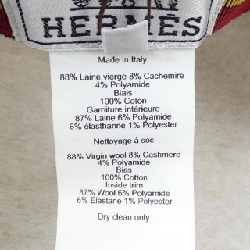 HERMÈS
Made in Italy
88% Laine vierge 8% Cachemire
4% Polyamide
Biais
100% Coton
Garniture intérieure
87% Laine 6% Polyamide
6% élasthanne 1% Polyester
Nettoyage à sec
88% Virgin wool 8% Cashmere
4% Polyamide
Bias
100% Cotton
Inside trim
87% Wool 6% Polyamide
6% Elastane 1% Polyester
Dry clean only